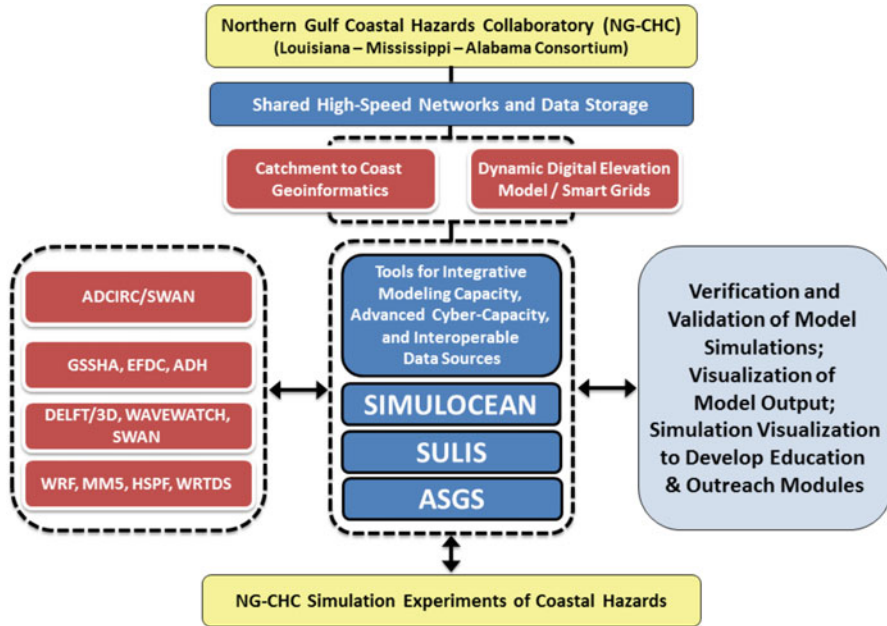 Northern Gulf Coastal Hazards Collaboratory (NG-CHC)
(Louisiana – Mississippi – Alabama Consortium)
Shared High-Speed Networks and Data Storage
Catchment to Coast
Geoinformatics
Dynamic Digital Elevation
Model / Smart Grids
ADCIRC/SWAN
GSSHA, EFDC, ADH
DELFT/3D, WAVEWATCH,
SWAN
WRF, MM5, HSPF, WRTDS
Tools for Integrative
Modeling Capacity,
Advanced Cyber-Capacity,
and Interoperable
Data Sources
SIMULOCEAN
SULIS
ASGS
Verification and
Validation of Model
Simulations;
Visualization of
Model Output;
Simulation Visualization
to Develop Education
& Outreach Modules
NG-CHC Simulation Experiments of Coastal Hazards